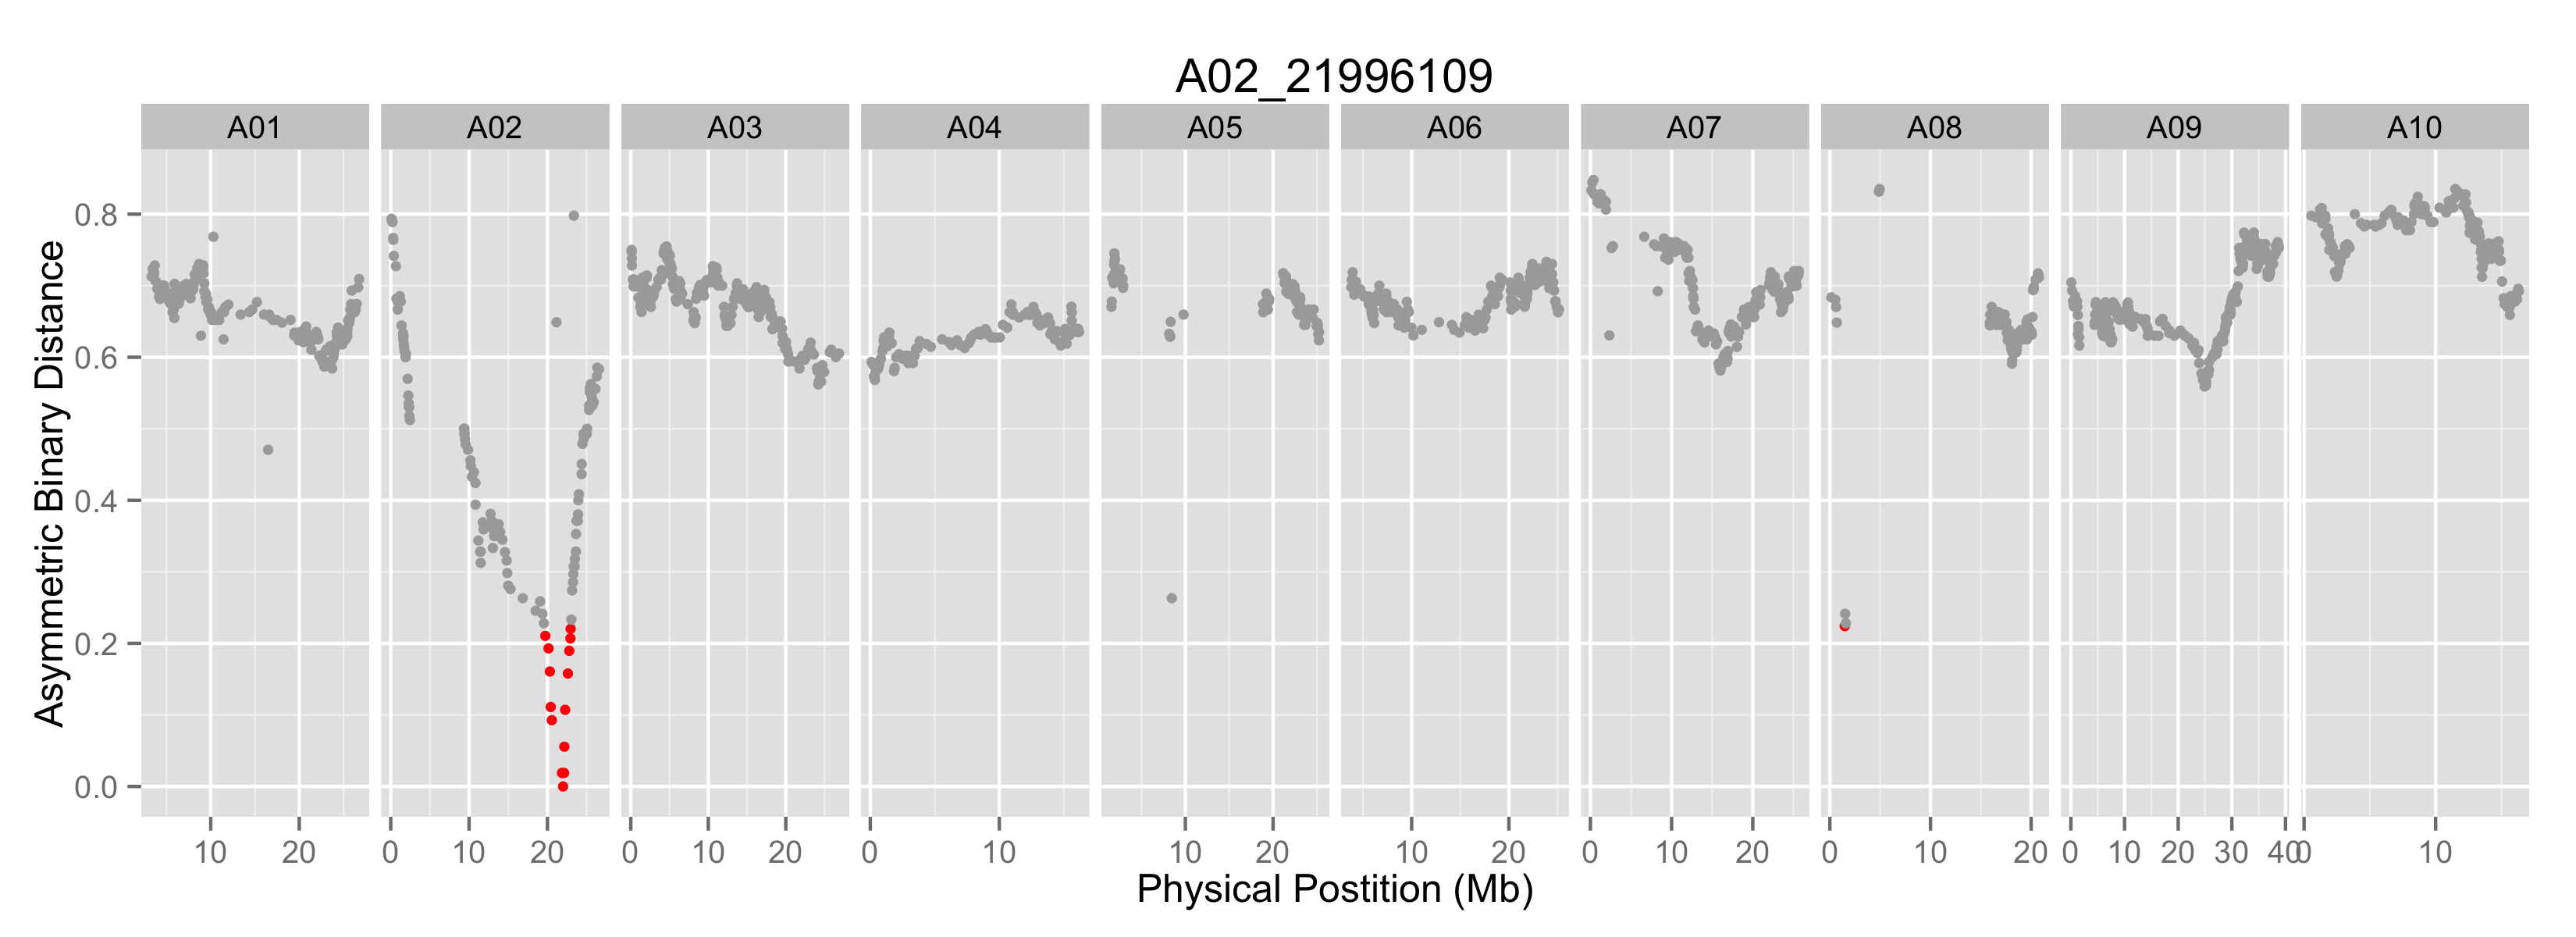 A02_21996109
A01 A02 A03 A04 A05 A06 A07 A08 A09 A10
Asymmetric Binary Distance
0.8
0.6
0.4
0.2
0.0
10 20 0 10 20 0 10 20 0 10 10 20 10 20 0 10 20 0 10 20 0 10 20 30 40 0 10
Physical Postition (Mb)